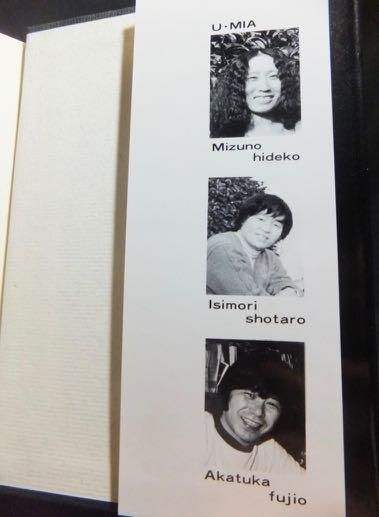 U・MIA
Mizuno
hideko
Isimori
shotaro
Akatuka
fujio